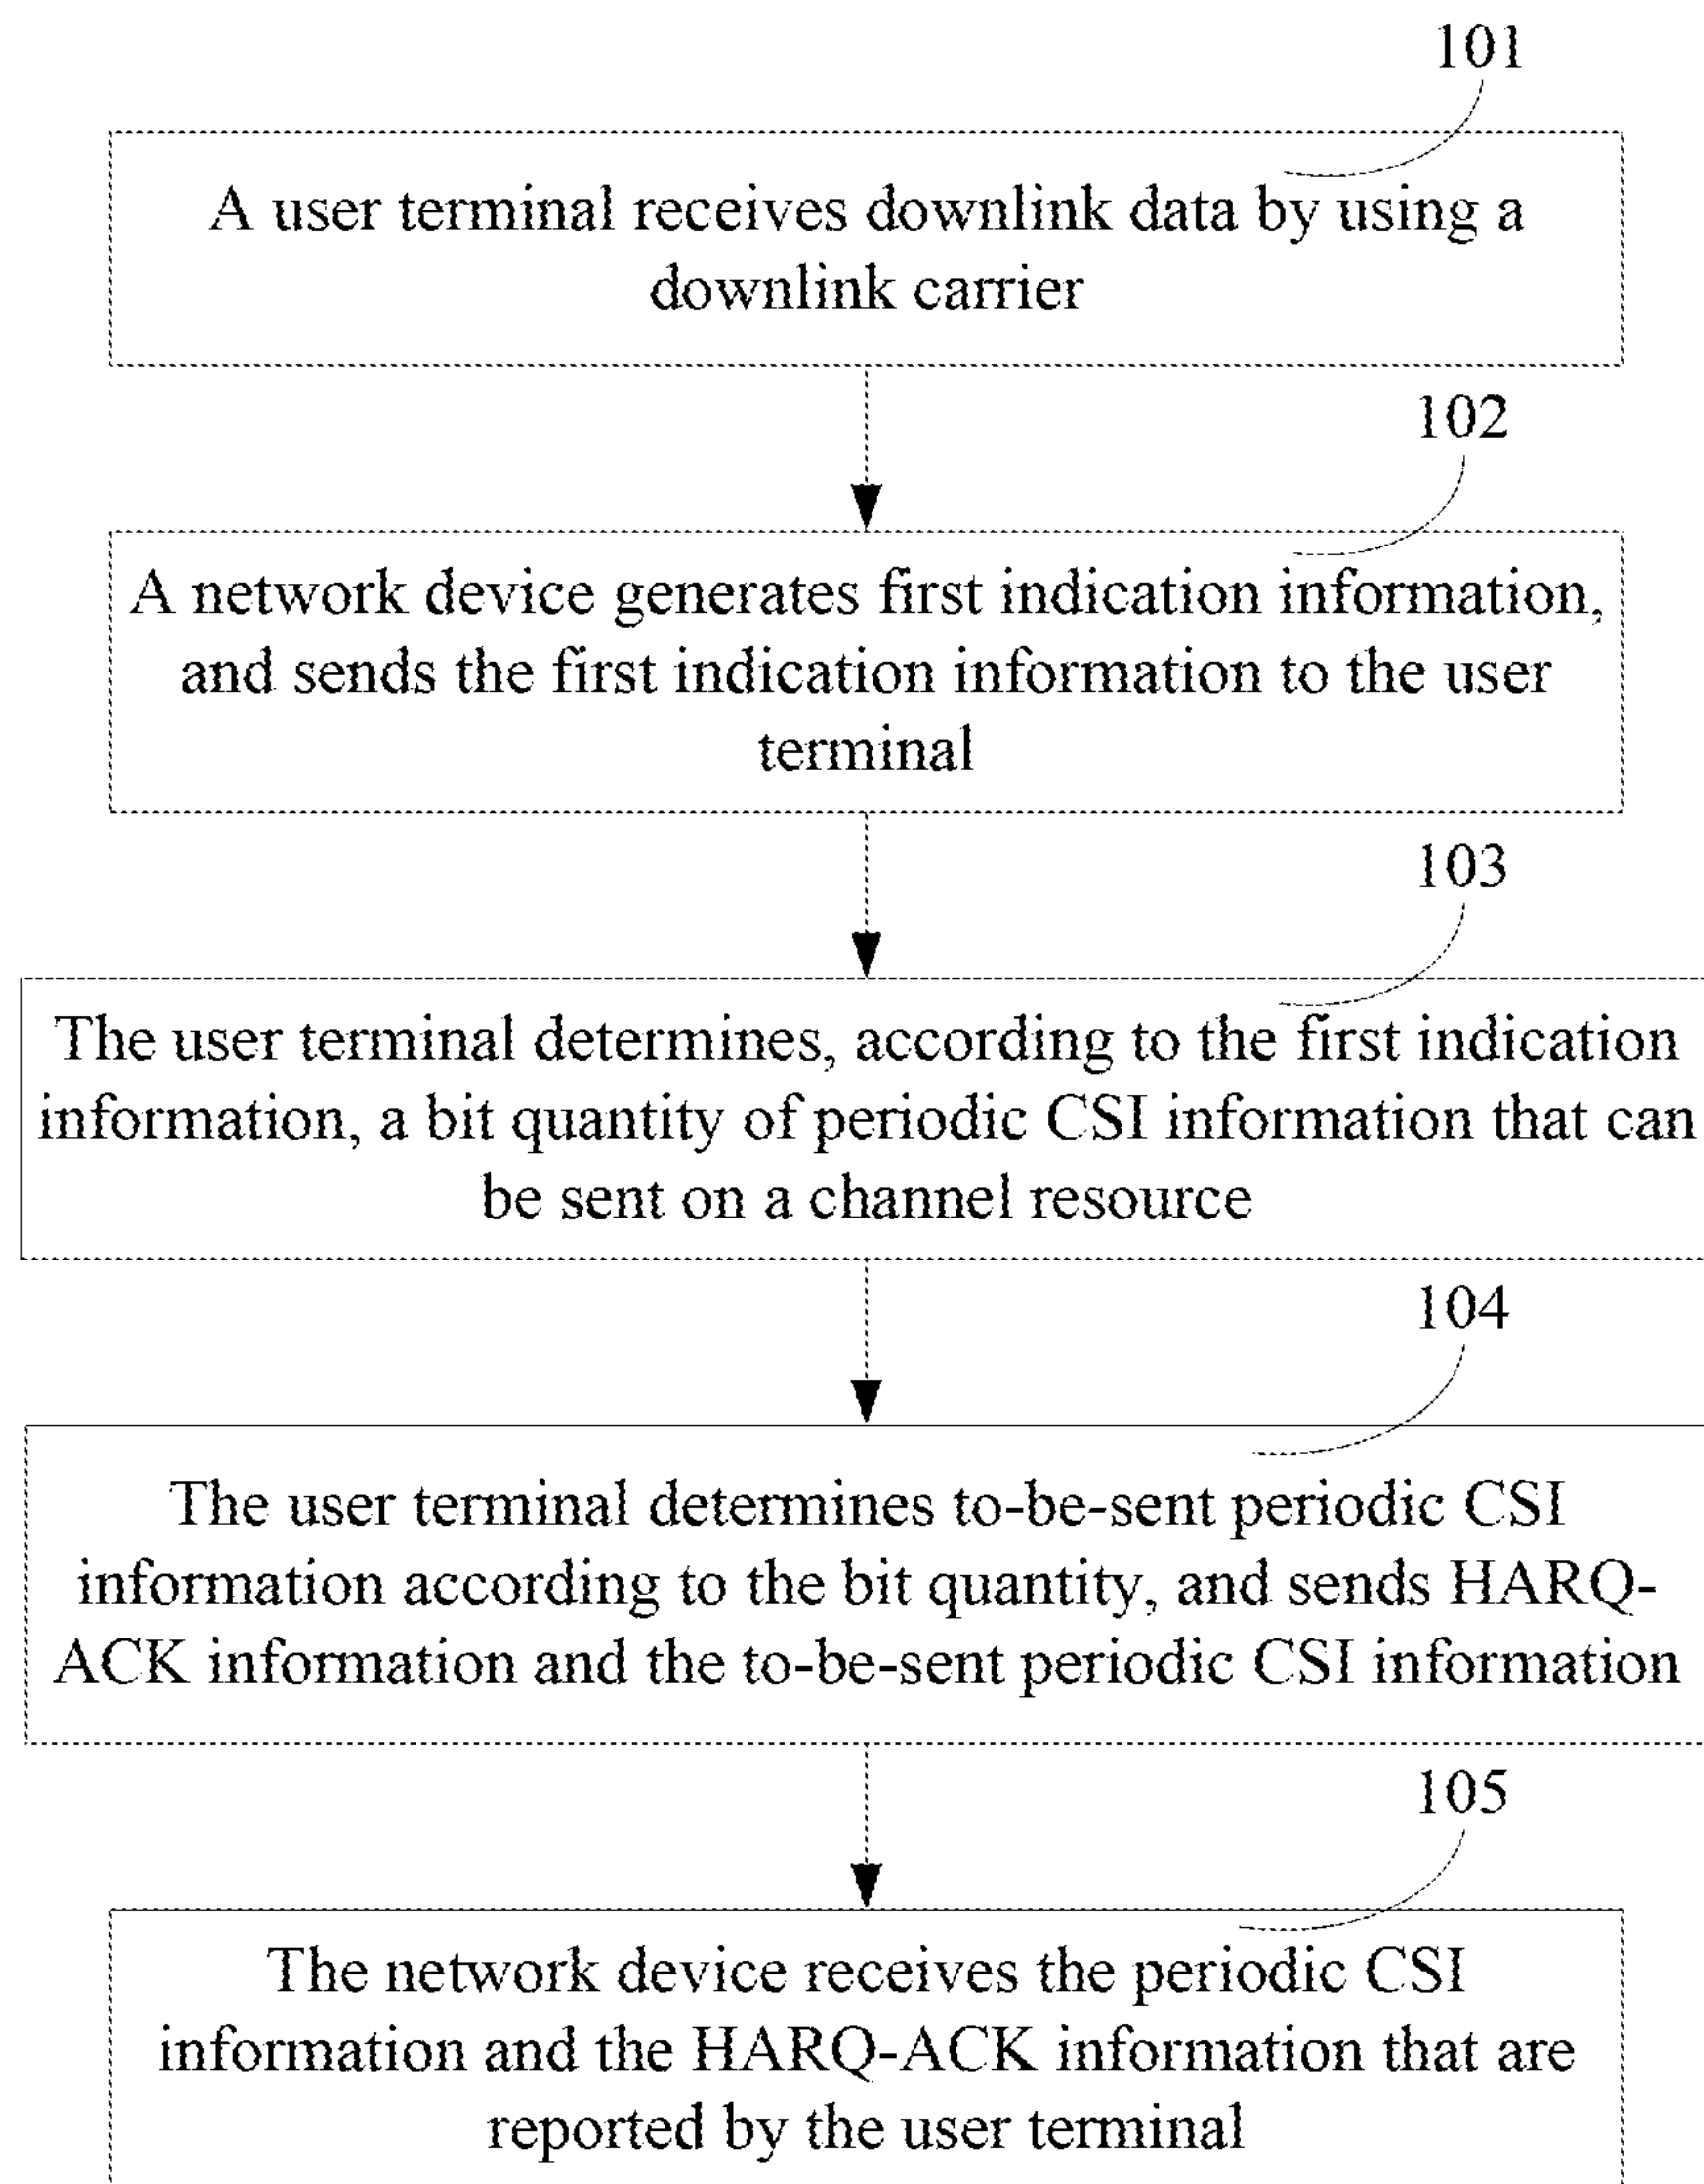 101
A user terminal receives downlink data by using a
downlink carrier
102
A network device generates first indication information,
and sends the first indication information to the user
terminal
103
The user terminal determines, according to the first indication
information, a bit quantity of periodic CSI information that can
be sent on a channel resource
104
The user terminal determines to-be-sent periodic CSI
information according to the bit quantity, and sends HARQ-
ACK information and the to-be-sent periodic CSI information
105
The network device receives the periodic CSI
information and the HARQ-ACK information that are
reported by the user terminal